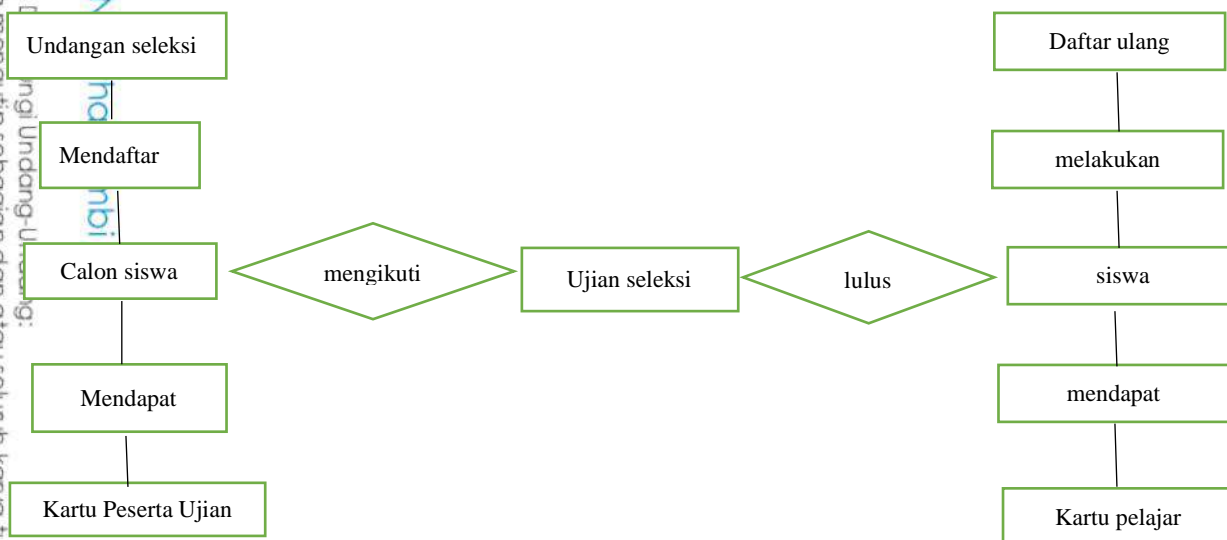 Undangan seleksi
Mendaftar
Calon siswa
Mendapat
Kartu Peserta Ujian
mengikuti
Ujian seleksi
lulus
Daftar ulang
melakukan
siswa
mendapat
Kartu pelajar